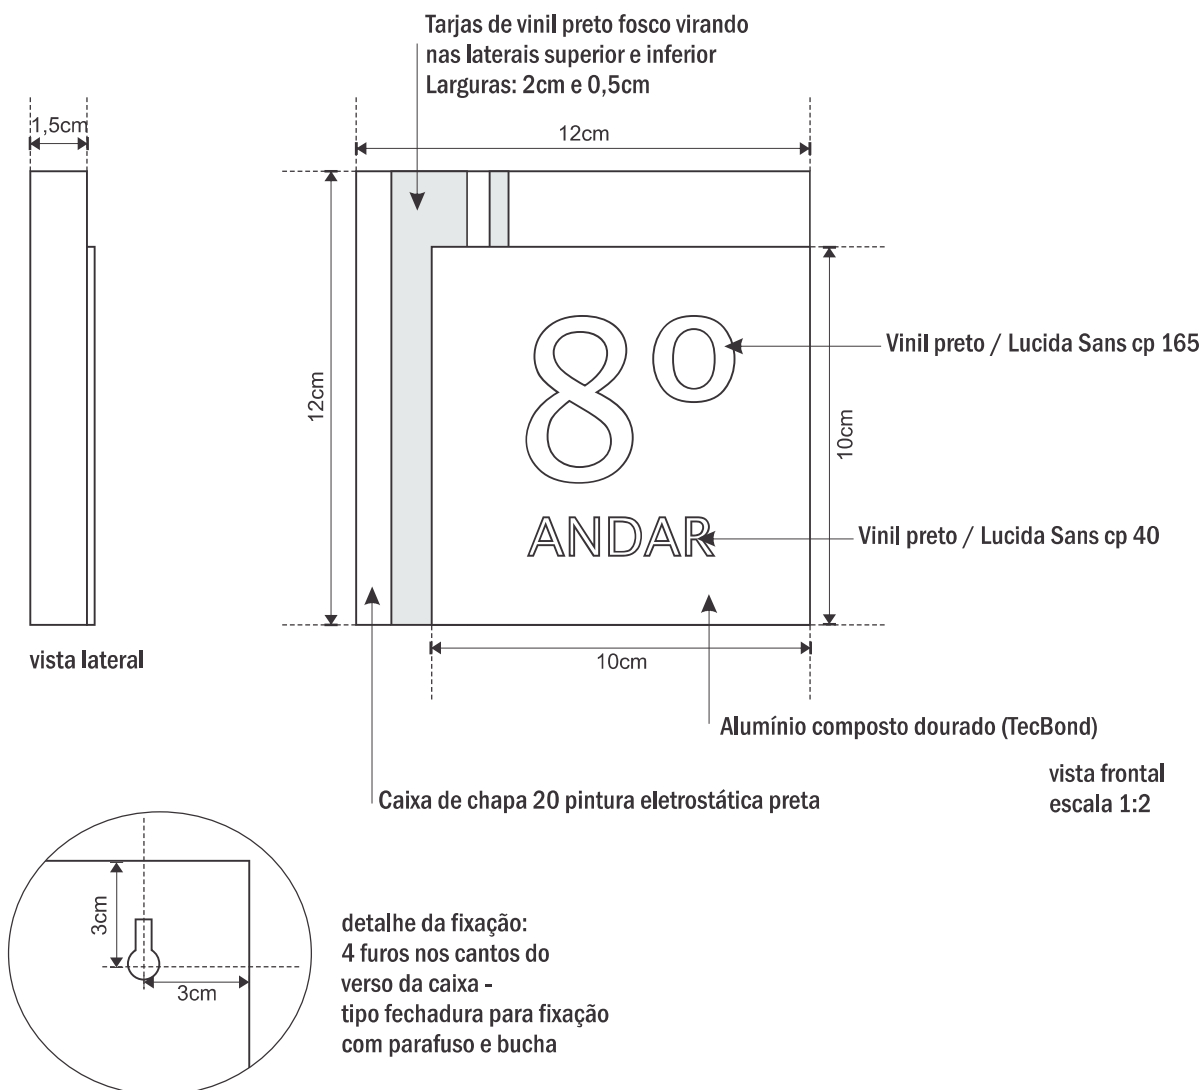 Tarjas de vinil preto fosco virando
nas laterais superior e inferior
Larguras: 2cm e 0,5cm
1,5cm
12cm
12cm
8º
Vinil preto / Lucida Sans cp 165
10cm
ANDAR
Vinil preto / Lucida Sans cp 40
vista lateral
10cm
Alumínio composto dourado (TecBond)
vista frontal
escala 1:2
Caixa de chapa 20 pintura eletrostática preta
3cm
3cm
detalhe da fixação:
4 furos nos cantos do
verso da caixa -
tipo fechadura para fixação
com parafuso e bucha